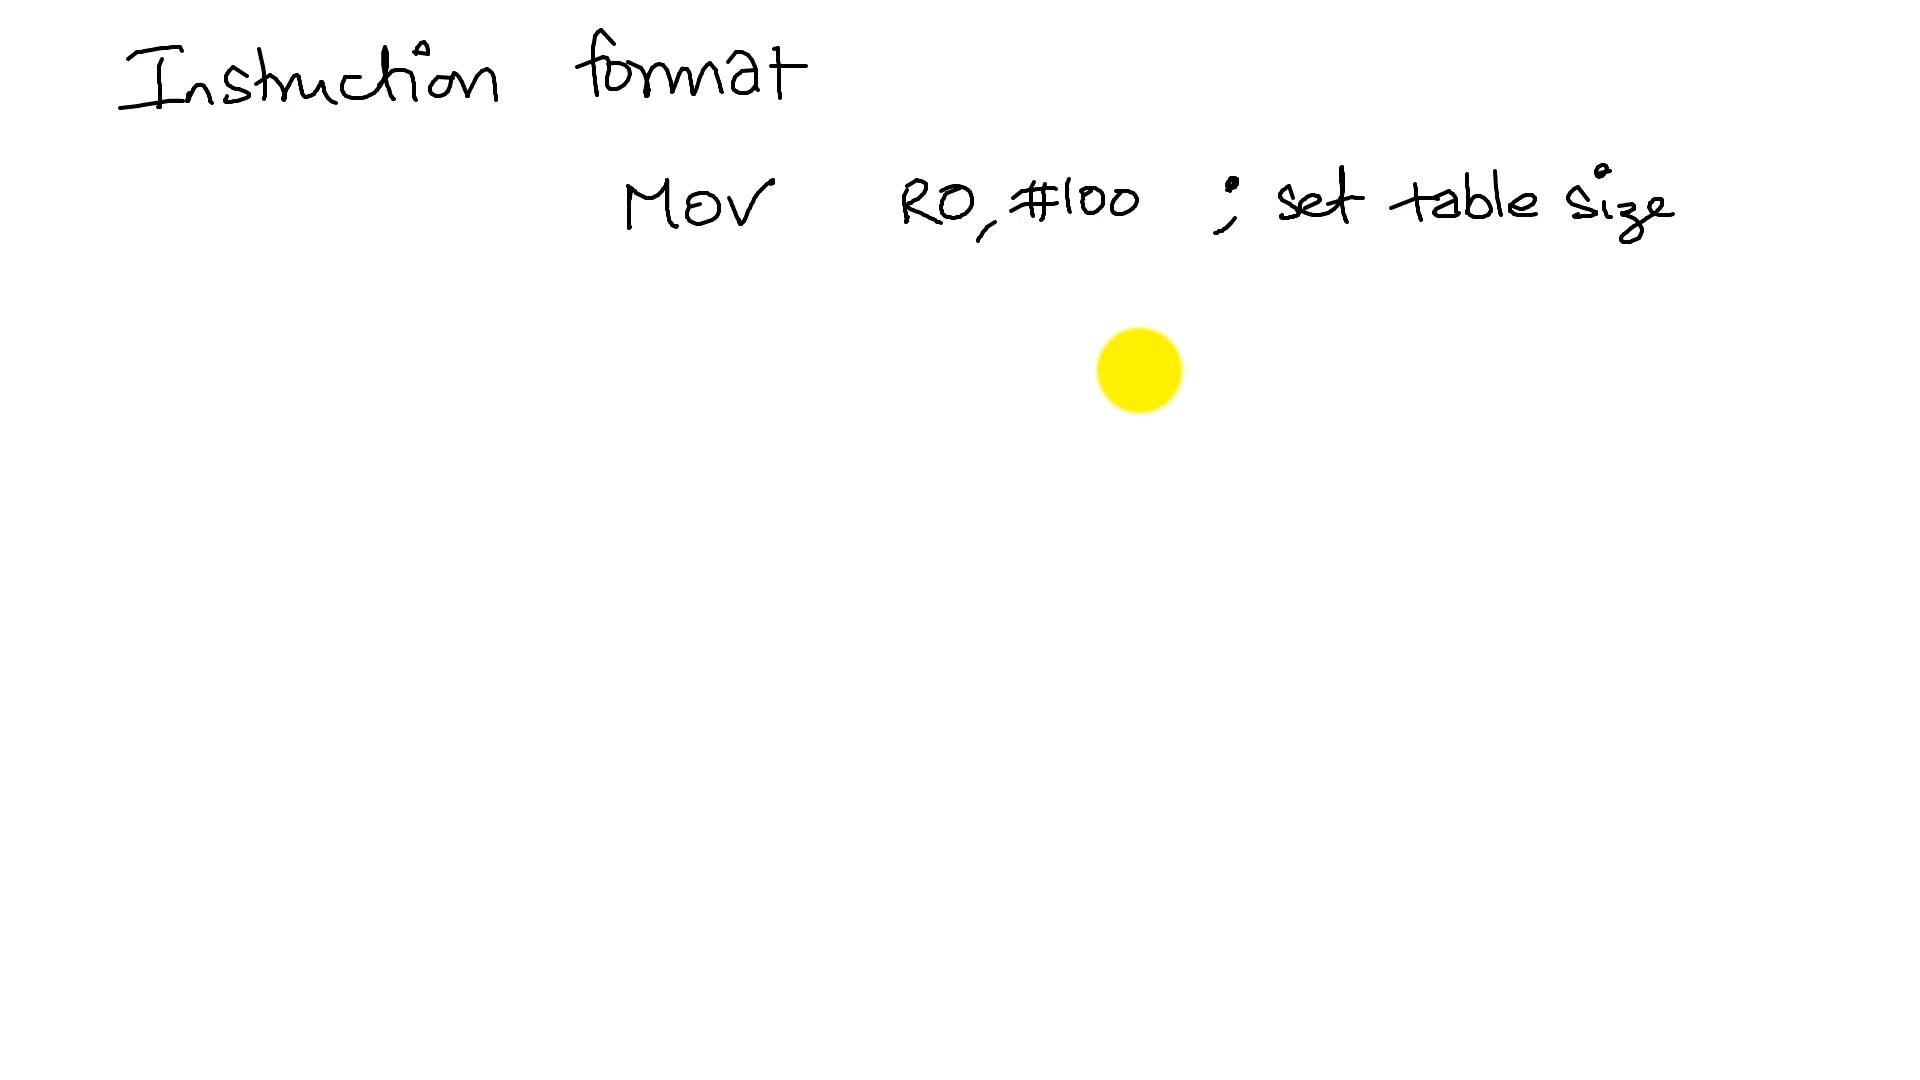 Instruction format
MOV R0, #100 ; set table size